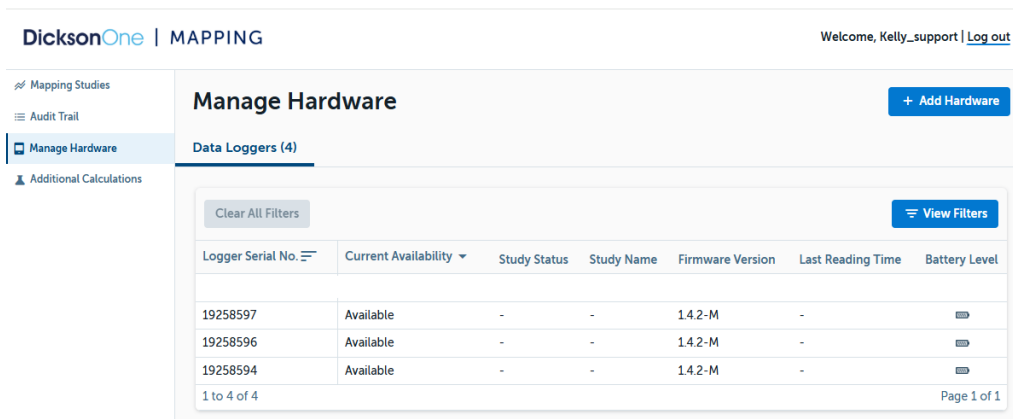 DicksonOne | MAPPING
Welcome, Kelly_support | Log out
Mapping Studies
Audit Trail
Manage Hardware
Additional Calculations
Manage Hardware
+ Add Hardware
Data Loggers (4)
Clear All Filters
View Filters
Logger Serial No. Current Availability Study Status Study Name Firmware Version Last Reading Time Battery Level
19258597 Available - - 1.4.2-M -
19258596 Available - - 1.4.2-M -
19258594 Available - - 1.4.2-M -
1 to 4 of 4 Page 1 of 1